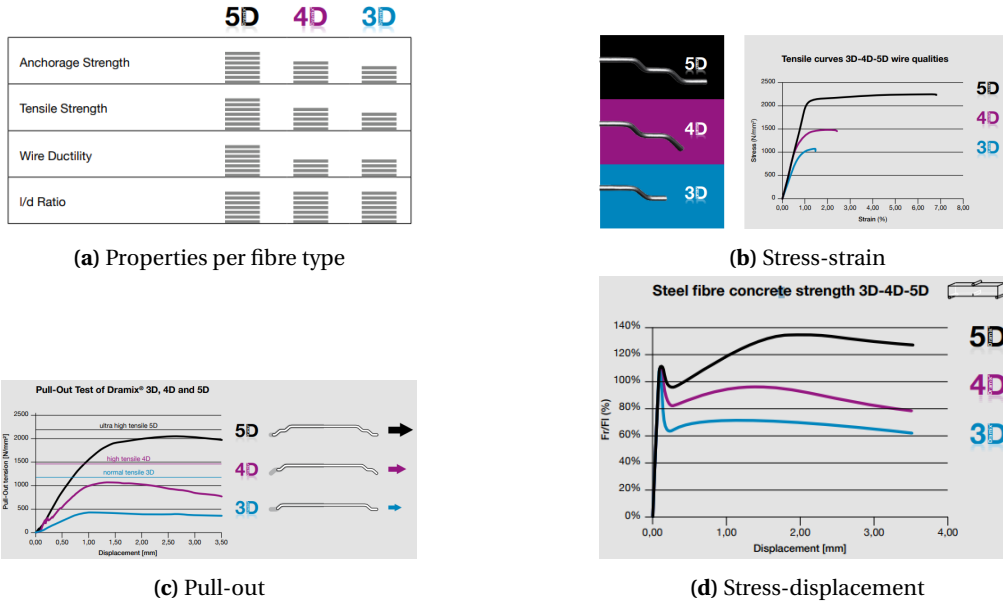 5D 4D 3D
Anchorage Strength
Tensile Strength
Wire Ductility
l/d Ratio
(a) Properties per fibre type
5D
4D
3D
Tensile curves 3D-4D-5D wire qualities
Stress (N/mm²)
2500
2000
1500
1000
500
0
0,00 1,00 2,00 3,00 4,00 5,00 6,00 7,00 8,00
Strain (%)
5D
4D
3D
(b) Stress-strain
Pull-Out Test of Dramix® 3D, 4D and 5D
Pull-Out tension [N/mm²]
2500
2000
1500
1000
500
0
ultra high tensile 5D
high tensile 4D
normal tensile 3D
0,00 0,50 1,00 1,50 2,00 2,50 3,00 3,50
Displacement [mm]
5D
4D
3D
(c) Pull-out
Steel fibre concrete strength 3D-4D-5D
Fr/Fl (%)
140%
120%
100%
80%
60%
40%
20%
0%
0,00 1,00 2,00 3,00 4,00
Displacement [mm]
5D
4D
3D
(d) Stress-displacement